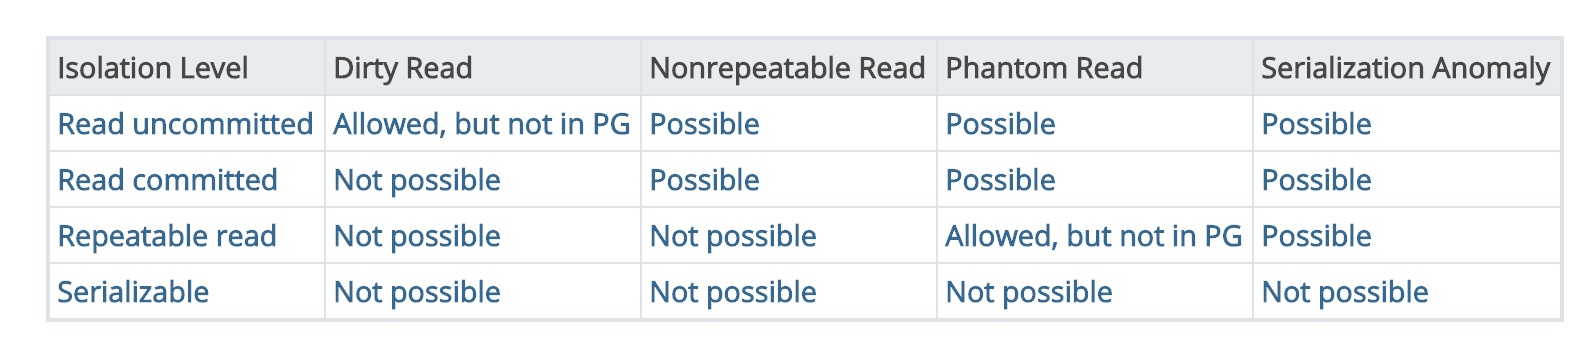 Isolation Level Dirty Read Nonrepeatable Read Phantom Read Serialization Anomaly
Read uncommitted Allowed, but not in PG Possible Possible Possible
Read committed Not possible Possible Possible Possible
Repeatable read Not possible Not possible Allowed, but not in PG Possible
Serializable Not possible Not possible Not possible Not possible